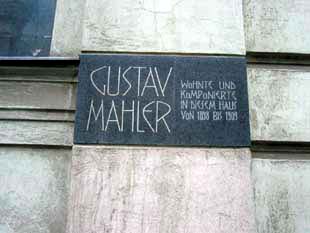 GUSTAV
MAHLER
WOHNTE UND
KOMPONIERTE
IN DIESEM HAUS
VON 1898 BIS 1909